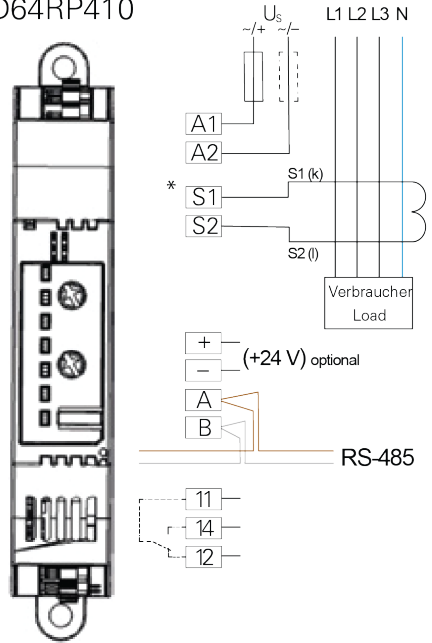 D64RP410
Us
~/+ ~/−
L1 L2 L3 N
A1
A2
S1 (k)
*
S1
S2
S2 (l)
Verbraucher
Load
+
−
(+24 V) optional
A
B
RS-485
11
14
12